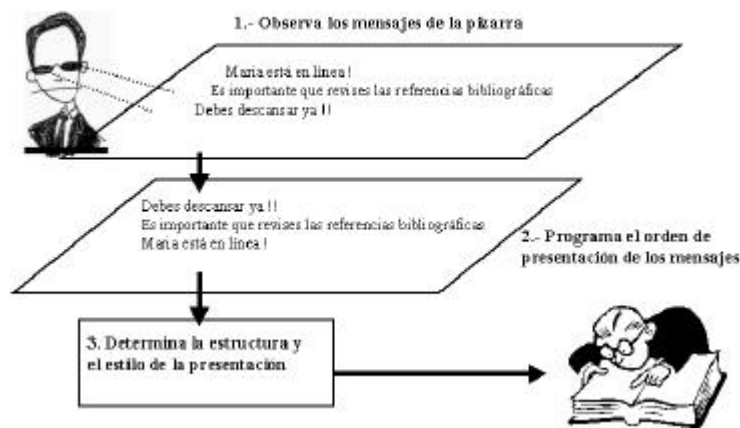 1.- Observa los mensajes de la pizarra
Maria está en línea !
Es importante que revises las referencias bibliográficas
Debes descansar ya !!
Debes descansar ya !!
Es importante que revises las referencias bibliográficas
Maria está en línea !
2.- Programa el orden de
presentación de los mensajes
3. Determina la estructura y
el estilo de la presentación